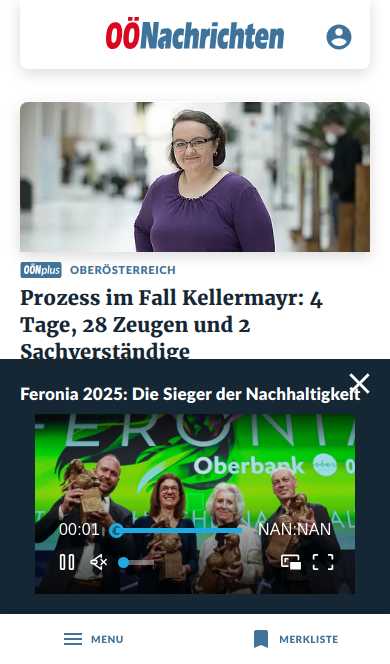 OÖNachrichten
OÖNplus OBERÖSTERREICH
Prozess im Fall Kellermayr: 4
Tage, 28 Zeugen und 2
Sachverständige
Feronia 2025: Die Sieger der Nachhaltigkeit
FERONIA
Oberbank
00:01
NAN:NAN
MENU
MERKLISTE